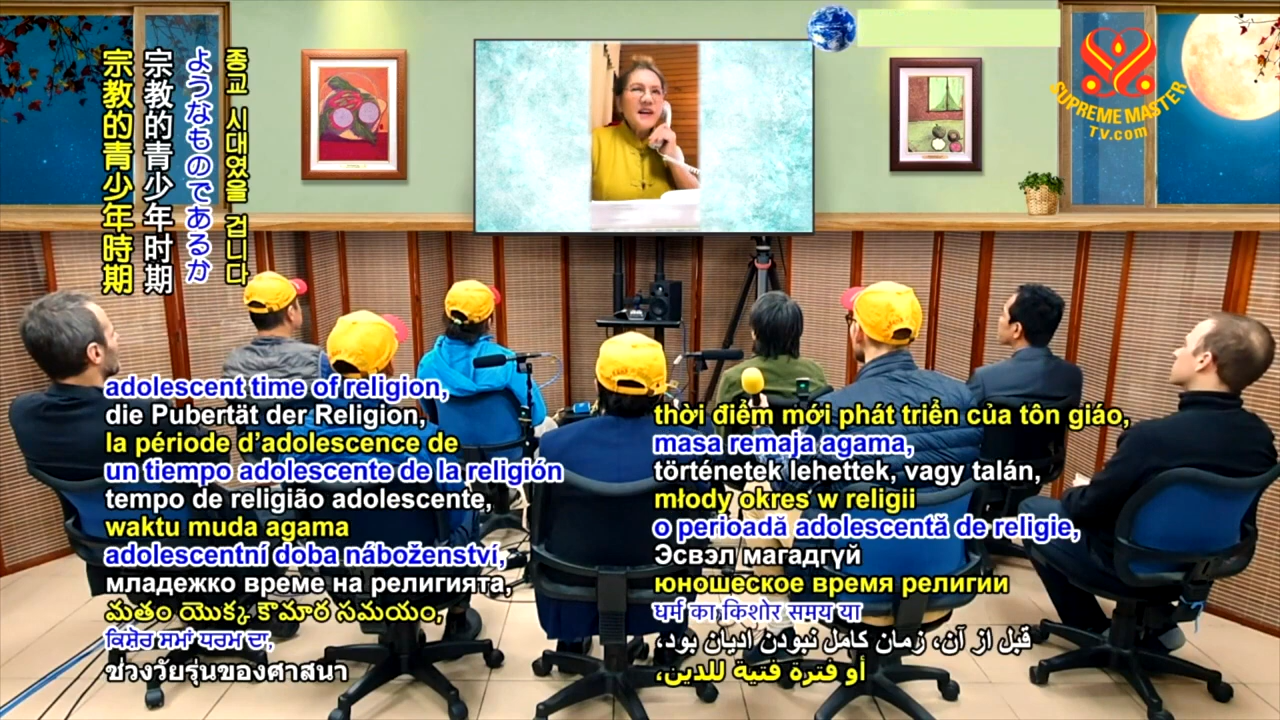 종교 시대였을 겁니다
ようなものであるか
宗教的青少年时期
宗教的青少年時期
SUPREME MASTER
TV.com
adolescent time of religion,
die Pubertät der Religion,
la période d’adolescence de
un tiempo adolescente de la religión
tempo de religião adolescente,
waktu muda agama
adolescentní doba náboženství,
младежко време на религията,
మతం యొక్క కౌమార సమయం,
ਕਿਸ਼ੋਰ ਸਮਾਂ ਧਰਮ ਦਾ,
ช่วงวัยรุ่นของศาสนา
thời điểm mới phát triển của tôn giáo,
masa remaja agama,
történetek lehettek, vagy talán,
młody okres w religii
o perioadă adolescentă de religie,
Эсвэл магадгүй
юношеское время религии
धर्म का किशोर समय या
قبل از آن، زمان کامل نبودن ادیان بود،
أو فترة فتية للدين،